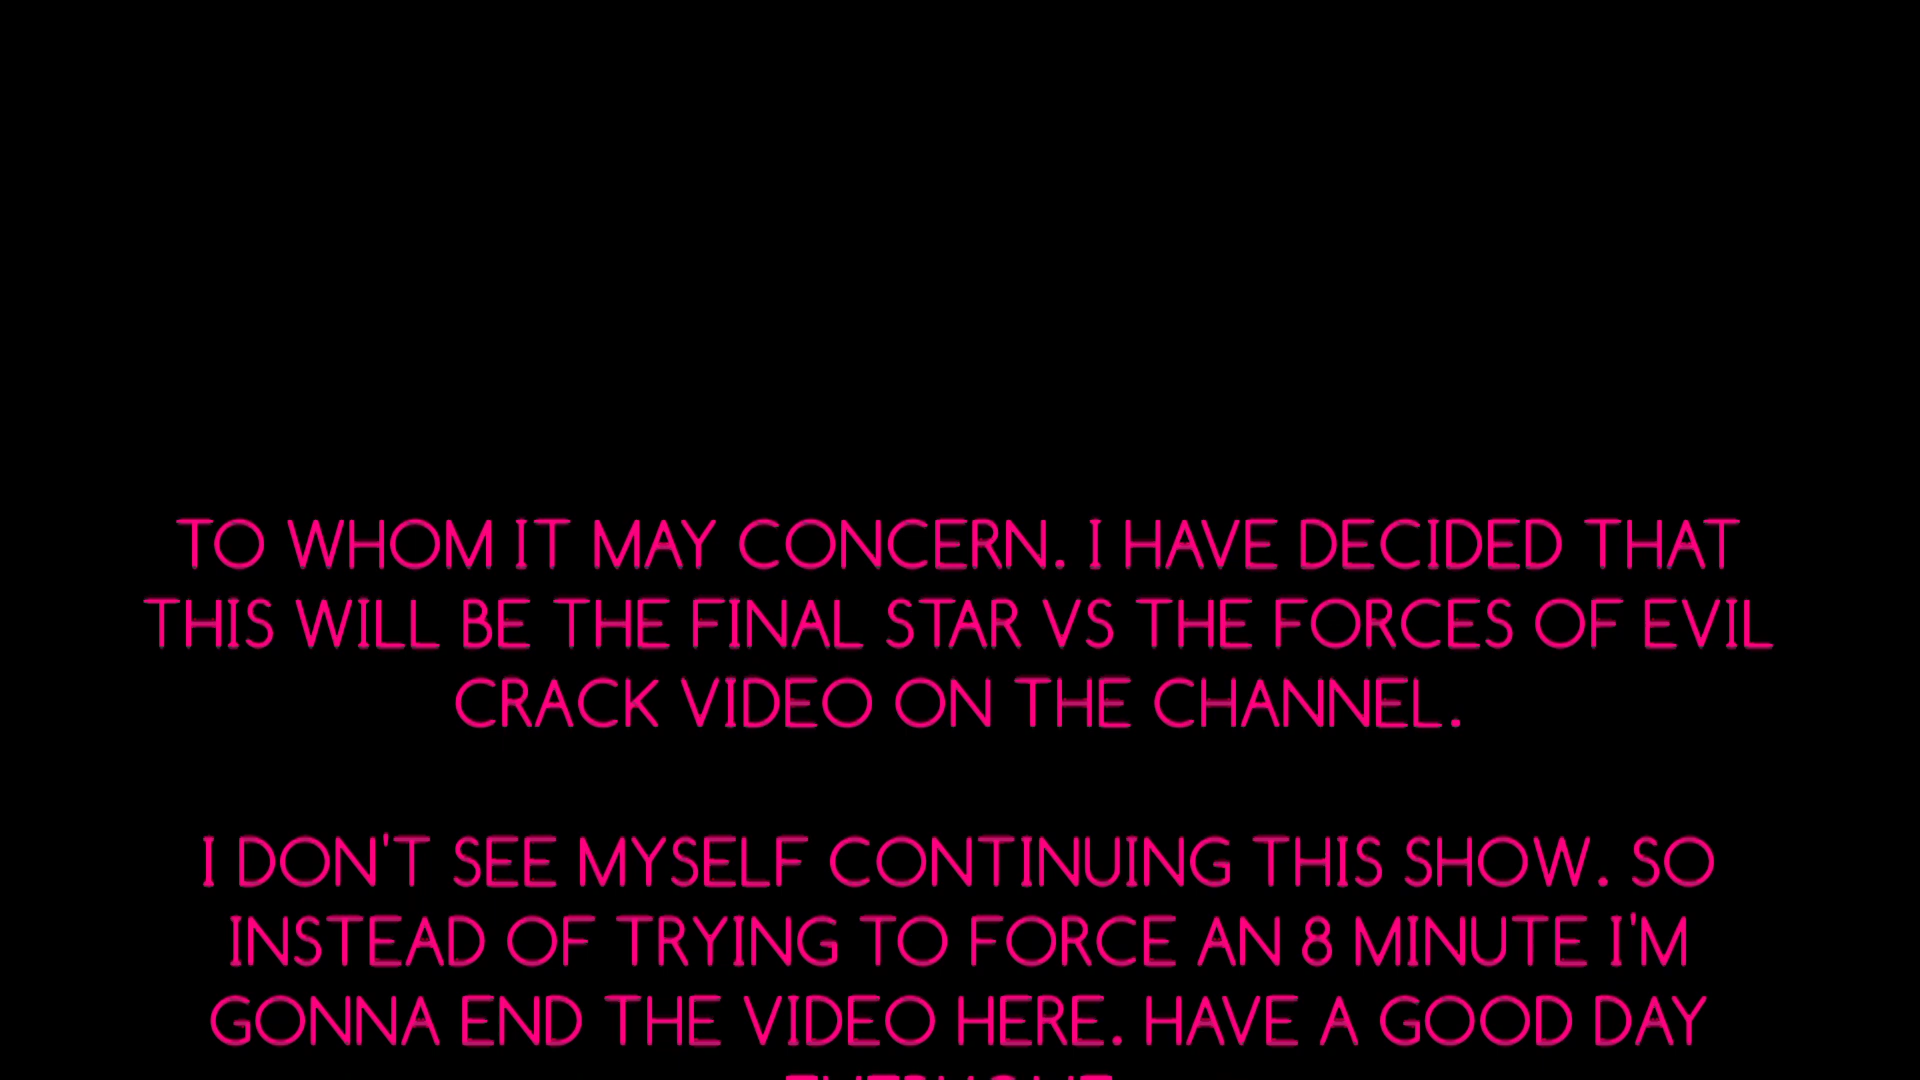 TO WHOM IT MAY CONCERN. I HAVE DECIDED THAT
THIS WILL BE THE FINAL STAR VS THE FORCES OF EVIL
CRACK VIDEO ON THE CHANNEL.
I DON'T SEE MYSELF CONTINUING THIS SHOW. SO
INSTEAD OF TRYING TO FORCE AN 8 MINUTE I'M
GONNA END THE VIDEO HERE. HAVE A GOOD DAY